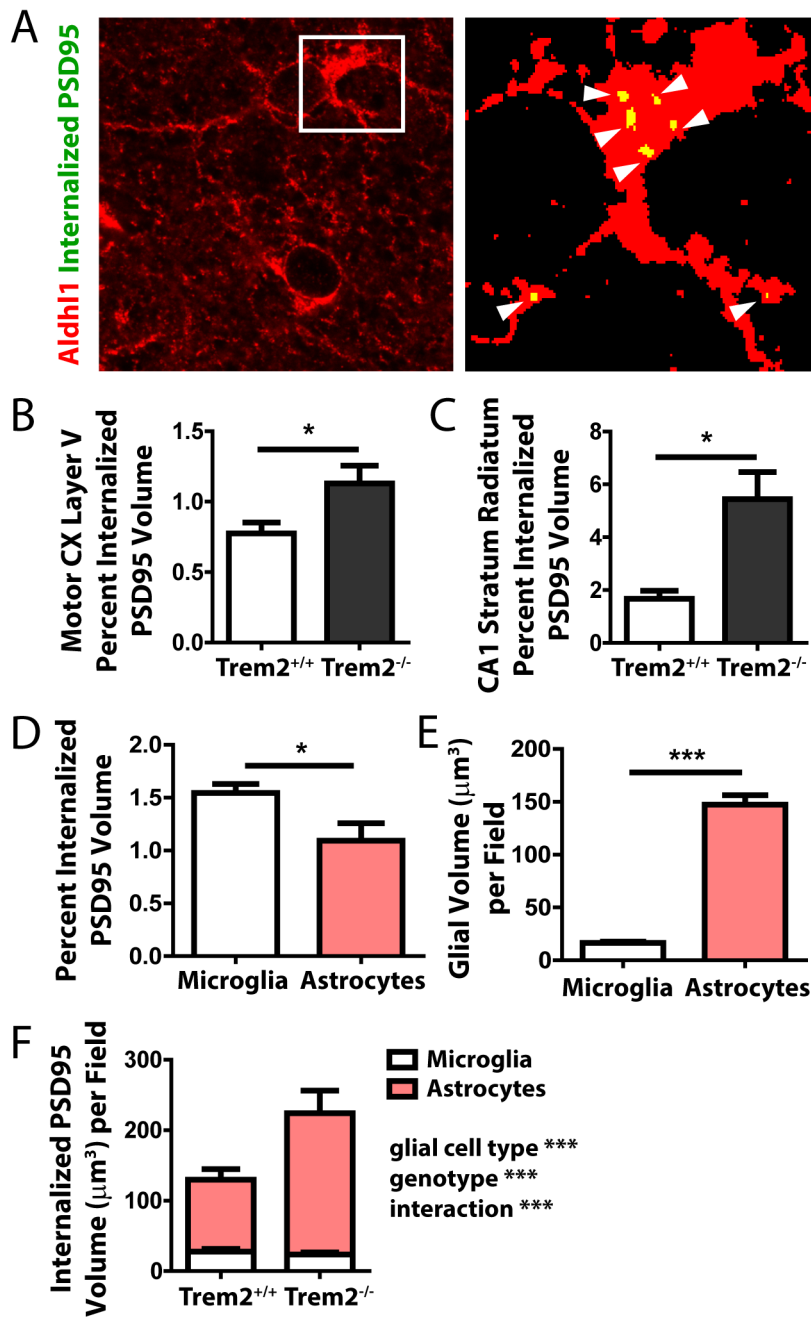 A
Aldhl1 Internalized PSD95
B
Motor CX Layer V
Percent Internalized
PSD95 Volume
1.5
1.0
0.5
0.0
*
Trem2+/+ Trem2-/-
C
CA1 Stratum Radiatum
Percent Internalized
PSD95 Volume
8
6
4
2
0
*
Trem2+/+ Trem2-/-
D
Percent Internalized
PSD95 Volume
2.0
1.5
1.0
0.5
0.0
*
Microglia Astrocytes
E
Glial Volume (μm³)
per Field
200
150
100
50
0
***
Microglia Astrocytes
F
Internalized PSD95
Volume (μm³) per Field
300
200
100
0
Trem2+/+ Trem2-/-
Microglia
Astrocytes
glial cell type ***
genotype ***
interaction ***